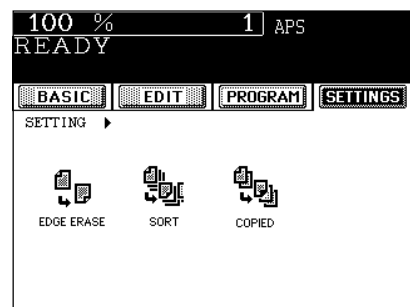 100 % 1 APS
READY
BASIC EDIT PROGRAM SETTINGS
SETTING
EDGE ERASE SORT COPIED